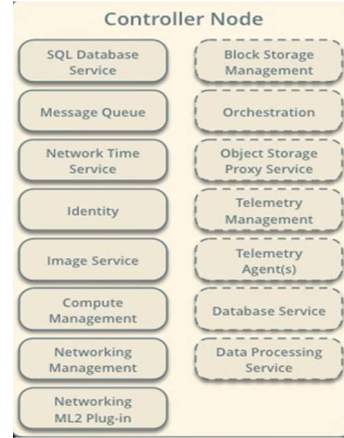 Controller Node
SQL Database
Service
Message Queue
Network Time
Service
Identity
Image Service
Compute
Management
Networking
Management
Networking
ML2 Plug-in
Block Storage
Management
Orchestration
Object Storage
Proxy Service
Telemetry
Management
Telemetry
Agent(s)
Database Service
Data Processing
Service